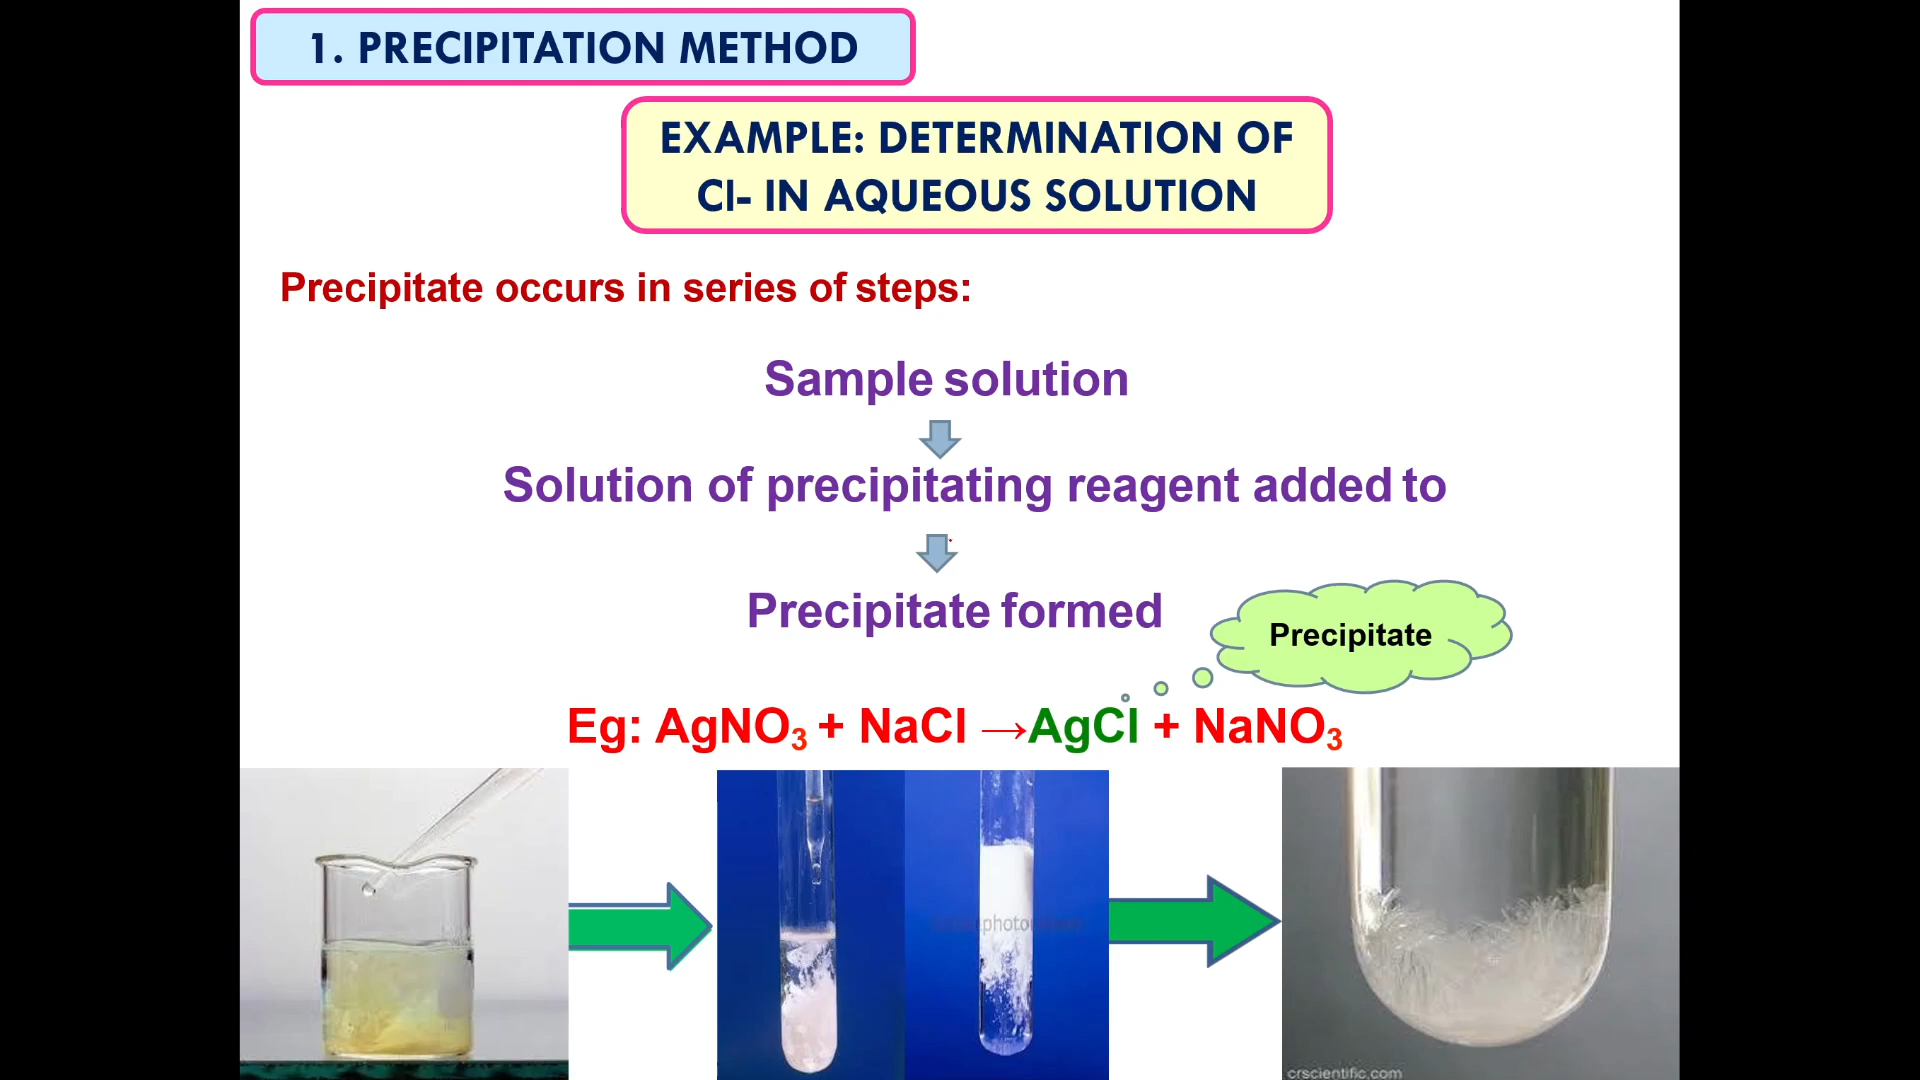 1. PRECIPITATION METHOD
EXAMPLE: DETERMINATION OF
Cl- IN AQUEOUS SOLUTION
Precipitate occurs in series of steps:
Sample solution
Solution of precipitating reagent added to
Precipitate formed
Precipitate
Eg: AgNO₃ + NaCl →AgCl + NaNO₃
crscientific.com